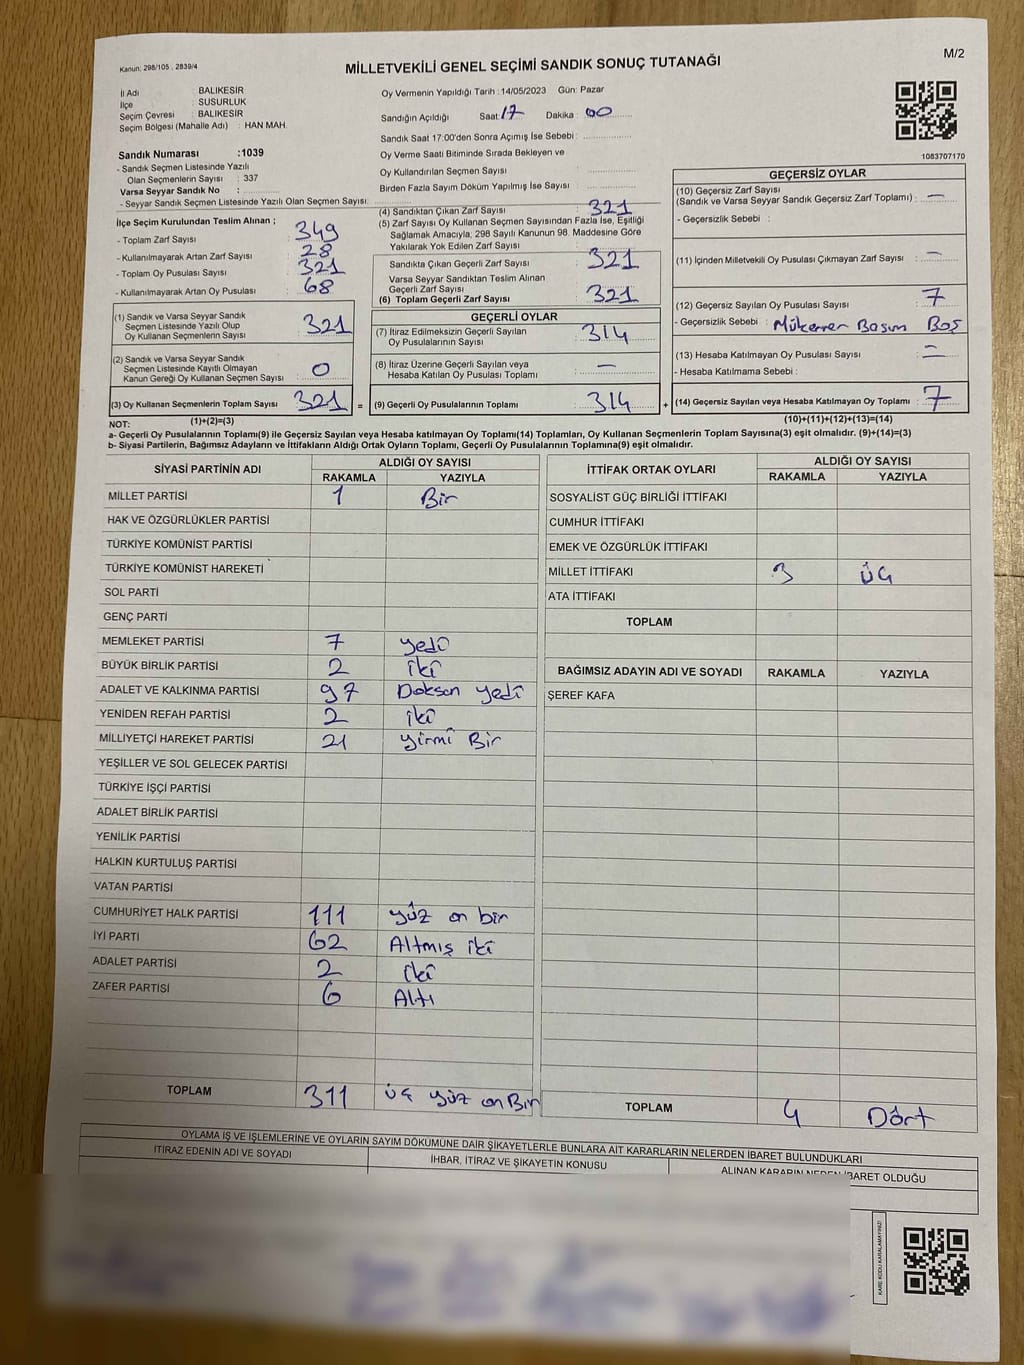 Kanun: 298/105 , 2839/4
MİLLETVEKİLİ GENEL SEÇİMİ SANDIK SONUÇ TUTANAĞI
M/2
İl Adı : BALIKESİR
İlçe : SUSURLUK
Seçim Çevresi : BALIKESİR
Seçim Bölgesi (Mahalle Adı) : HAN MAH.
Sandık Numarası :1039
- Sandık Seçmen Listesinde Yazılı
Olan Seçmenlerin Sayısı : 337
Varsa Seyyar Sandık No :
- Seyyar Sandık Seçmen Listesinde Yazılı Olan Seçmen Sayısı:
Oy Vermenin Yapıldığı Tarih : 14/05/2023 Gün: Pazar
Sandığın Açıldığı Saat: 17 Dakika: 00
Sandık Saat 17:00'den Sonra Açımış İse Sebebi :
Oy Verme Saati Bitiminde Sırada Bekleyen ve
Oy Kullandırılan Seçmen Sayısı :
Birden Fazla Sayım Döküm Yapılmış İse Sayısı :
1083707170
İlçe Seçim Kurulundan Teslim Alınan ;
- Toplam Zarf Sayısı : 349
- Kullanılmayarak Artan Zarf Sayısı : 28
- Toplam Oy Pusulası Sayısı : 321
- Kullanılmayarak Artan Oy Pusulası : 68
(1) Sandık ve Varsa Seyyar Sandık
Seçmen Listesinde Yazılı Olup
Oy Kullanan Seçmenlerin Sayısı : 321
(2) Sandık ve Varsa Seyyar Sandık
Seçmen Listesinde Kayıtlı Olmayan
Kanun Gereği Oy Kullanan Seçmen Sayısı : 0
(3) Oy Kullanan Seçmenlerin Toplam Sayısı : 321 =
(1)+(2)=(3)
(4) Sandıktan Çıkan Zarf Sayısı : 321
(5) Zarf Sayısı Oy Kullanan Seçmen Sayısından Fazla İse, Eşitliği
Sağlamak Amacıyla, 298 Sayılı Kanunun 98. Maddesine Göre
Yakılarak Yok Edilen Zarf Sayısı :
Sandıkta Çıkan Geçerli Zarf Sayısı : 321
Varsa Seyyar Sandıktan Teslim Alınan
Geçerli Zarf Sayısı :
(6) Toplam Geçerli Zarf Sayısı : 321
GEÇERLİ OYLAR
(7) İtiraz Edilmeksizin Geçerli Sayılan
Oy Pusulalarının Sayısı : 314
(8) İtiraz Üzerine Geçerli Sayılan veya
Hesaba Katılan Oy Pusulası Toplamı : —
(9) Geçerli Oy Pusulalarının Toplamı : 314 +
GEÇERSİZ OYLAR
(10) Geçersiz Zarf Sayısı
(Sandık ve Varsa Seyyar Sandık Geçersiz Zarf Toplamı) : —
- Geçersizlik Sebebi :
(11) İçinden Milletvekili Oy Pusulası Çıkmayan Zarf Sayısı : —
(12) Geçersiz Sayılan Oy Pusulası Sayısı : 7
- Geçersizlik Sebebi : Mükerrer Basım Boş
(13) Hesaba Katılmayan Oy Pusulası Sayısı : —
- Hesaba Katılmama Sebebi :
(14) Geçersiz Sayılan veya Hesaba Katılmayan Oy Toplamı : 7
(10)+(11)+(12)+(13)=(14)
NOT:
a- Geçerli Oy Pusulalarının Toplamı(9) ile Geçersiz Sayılan veya Hesaba katılmayan Oy Toplamı(14) Toplamları, Oy Kullanan Seçmenlerin Toplam Sayısına(3) eşit olmalıdır. (9)+(14)=(3)
b- Siyasi Partilerin, Bağımsız Adayların ve İttifakların Aldığı Ortak Oyların Toplamı, Geçerli Oy Pusulalarının Toplamına(9) eşit olmalıdır.
SİYASİ PARTİNİN ADI ALDIĞI OY SAYISI
RAKAMLA YAZIYLA
MİLLET PARTİSİ 1 Bir
HAK VE ÖZGÜRLÜKLER PARTİSİ
TÜRKİYE KOMÜNİST PARTİSİ
TÜRKİYE KOMÜNİST HAREKETİ
SOL PARTİ
GENÇ PARTİ
MEMLEKET PARTİSİ 7 yedi
BÜYÜK BİRLİK PARTİSİ 2 iki
ADALET VE KALKINMA PARTİSİ 97 Doksan yedi
YENİDEN REFAH PARTİSİ 2 iki
MİLLİYETÇİ HAREKET PARTİSİ 21 yirmi Bir
YEŞİLLER VE SOL GELECEK PARTİSİ
TÜRKİYE İŞÇİ PARTİSİ
ADALET BİRLİK PARTİSİ
YENİLİK PARTİSİ
HALKIN KURTULUŞ PARTİSİ
VATAN PARTİSİ
CUMHURİYET HALK PARTİSİ 111 yüz on bir
İYİ PARTİ 62 Altmış iki
ADALET PARTİSİ 2 iki
ZAFER PARTİSİ 6 Altı
TOPLAM 311 üç yüz on Bir
İTTİFAK ORTAK OYLARI ALDIĞI OY SAYISI
RAKAMLA YAZIYLA
SOSYALİST GÜÇ BİRLİĞİ İTTİFAKI
CUMHUR İTTİFAKI
EMEK VE ÖZGÜRLÜK İTTİFAKI
MİLLET İTTİFAKI 3 üç
ATA İTTİFAKI
TOPLAM
BAĞIMSIZ ADAYIN ADI VE SOYADI RAKAMLA YAZIYLA
ŞEREF KAFA
TOPLAM 4 Dört
OYLAMA İŞ VE İŞLEMLERİNE VE OYLARIN SAYIM DÖKÜMÜNE DAİR ŞİKAYETLERLE BUNLARA AİT KARARLARIN NELERDEN İBARET BULUNDUKLARI
İTİRAZ EDENİN ADI VE SOYADI İHBAR, İTİRAZ VE ŞİKAYETİN KONUSU ALINAN KARARIN NEDEN İBARET OLDUĞU
KARE KODU KARALAMAYINIZ!